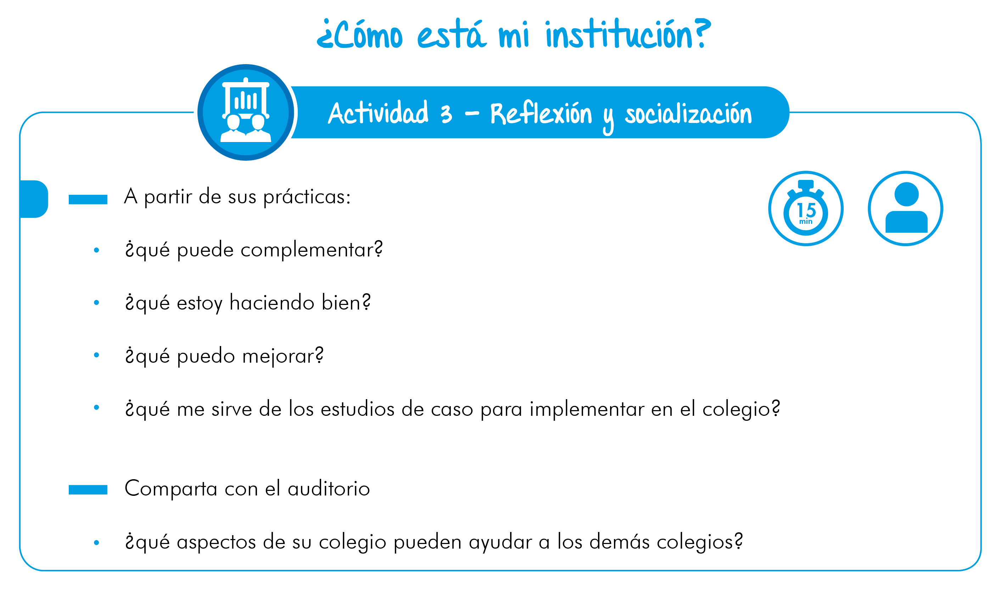 ¿Cómo está mi institución?
Actividad 3 - Reflexión y socialización
A partir de sus prácticas:
15
min
• ¿qué puede complementar?
• ¿qué estoy haciendo bien?
• ¿qué puedo mejorar?
• ¿qué me sirve de los estudios de caso para implementar en el colegio?
Comparta con el auditorio
• ¿qué aspectos de su colegio pueden ayudar a los demás colegios?